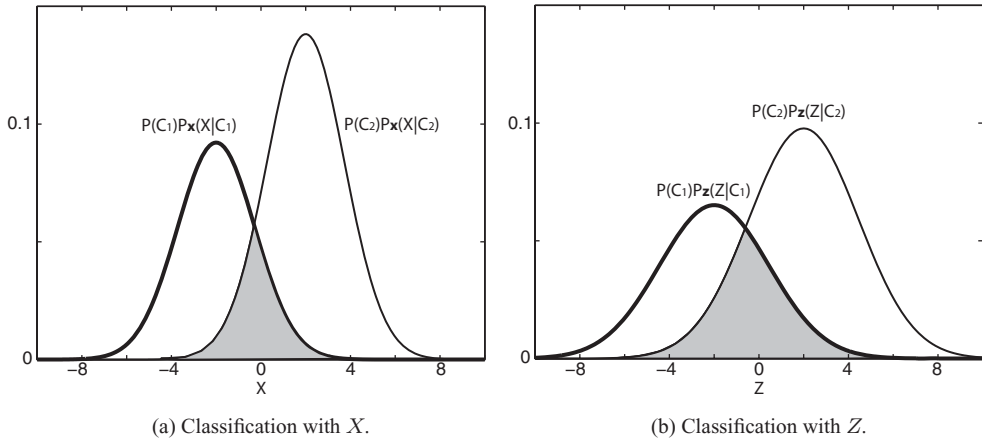 0.1
P(C₁)Px(X|C₁)
P(C₂)Px(X|C₂)
0
−8
−4
0
4
8
X
(a) Classification with X.
0.1
P(C₂)Pz(Z|C₂)
P(C₁)Pz(Z|C₁)
0
−8
−4
0
4
8
Z
(b) Classification with Z.